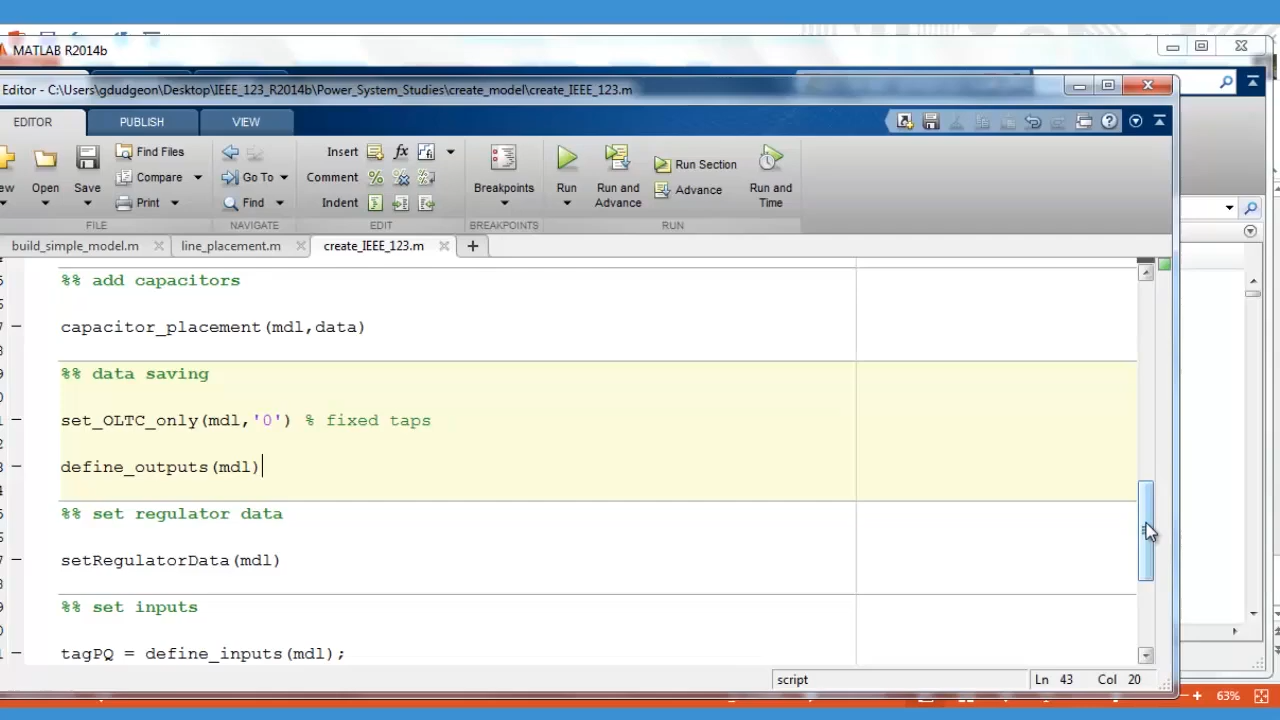 MATLAB R2014b
Editor - C:\Users\gdudgeon\Desktop\IEEE_123_R2014b\Power_System_Studies\create_model\create_IEEE_123.m
EDITOR PUBLISH VIEW
Find Files Insert fx
Compare Go To Comment Run Section
Open Save Breakpoints Run Run and Advance Run and Time
Print Find Indent Advance
FILE NAVIGATE EDIT BREAKPOINTS RUN
build_simple_model.m line_placement.m create_IEEE_123.m +
%% add capacitors
capacitor_placement(mdl,data)
%% data saving
set_OLTC_only(mdl,'0') % fixed taps
define_outputs(mdl)
%% set regulator data
setRegulatorData(mdl)
%% set inputs
tagPQ = define_inputs(mdl);
script Ln 43 Col 20
63%